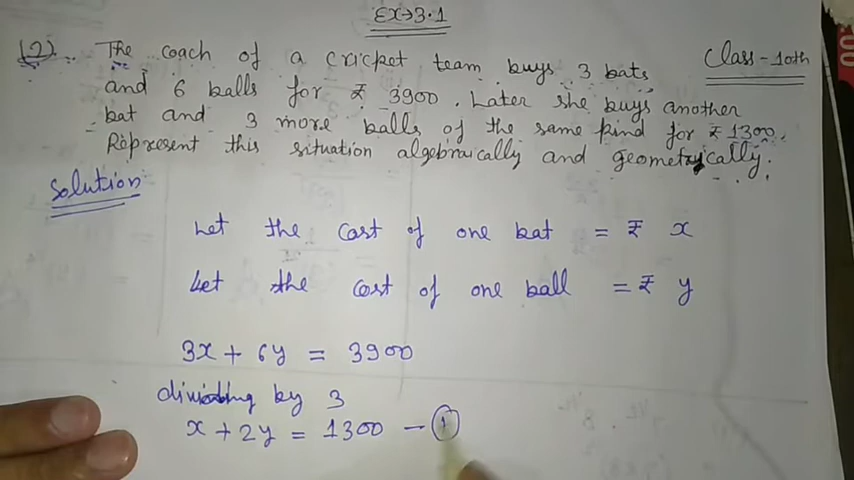 Ex→3.1
Class-10th
(2). The coach of a cricket team buys 3 bats
and 6 balls for ₹ 3900. Later she buys another
bat and 3 more balls of the same kind for ₹ 1300.
Represent this situation algebraically and geometrically.
Solution
Let the cost of one bat = ₹ x
Let the cost of one ball = ₹ y
3x + 6y = 3900
dividing by 3
x + 2y = 1300 - 1